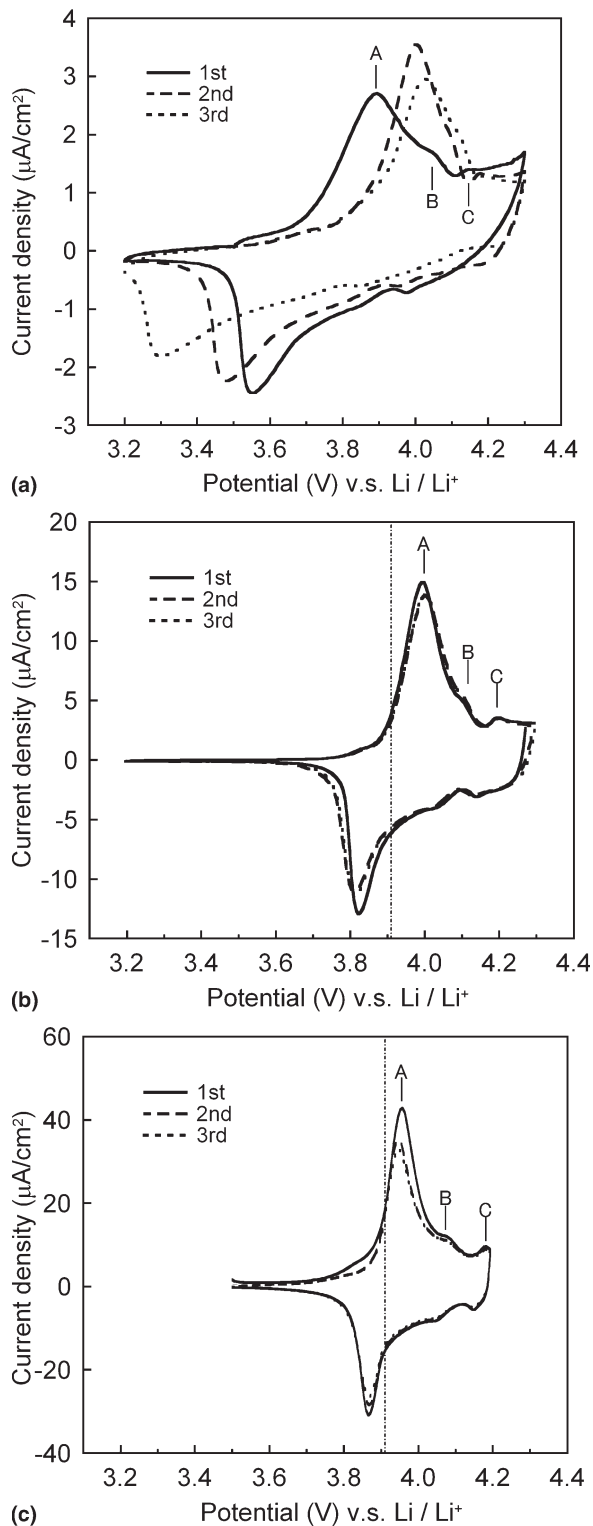 4
3
2
1
0
-1
-2
-3
Current density (μA/cm²)
1st
2nd
3rd
A
B
C
3.2 3.4 3.6 3.8 4.0 4.2 4.4
(a) Potential (V) v.s. Li / Li⁺
20
15
10
5
0
-5
-10
-15
Current density (μA/cm²)
1st
2nd
3rd
A
B
C
3.2 3.4 3.6 3.8 4.0 4.2 4.4
(b) Potential (V) v.s. Li / Li⁺
60
40
20
0
-20
-40
Current density (μA/cm²)
1st
2nd
3rd
A
B
C
3.2 3.4 3.6 3.8 4.0 4.2 4.4
(c) Potential (V) v.s. Li / Li⁺